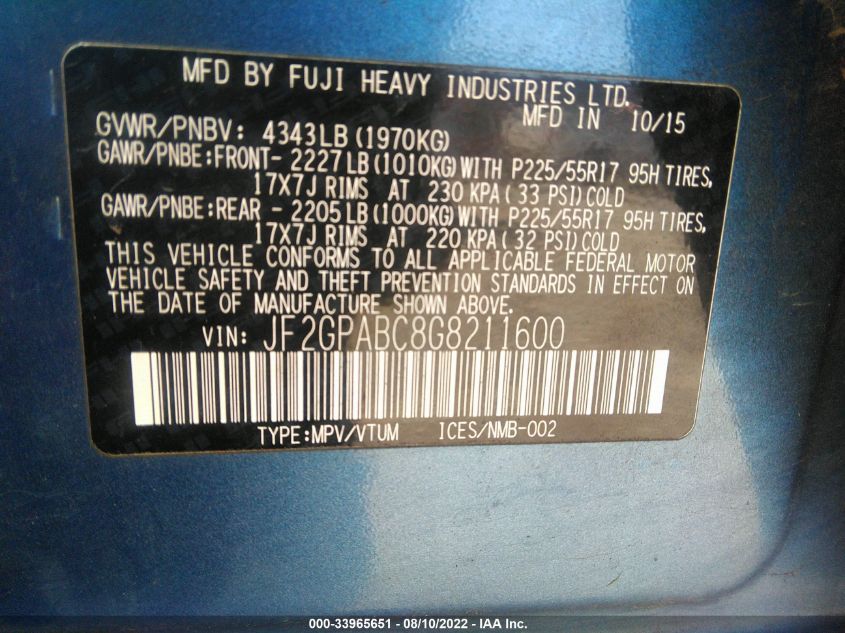 MFD BY FUJI HEAVY INDUSTRIES LTD.
MFD IN 10/15
GVWR/PNBV: 4343LB (1970KG)
GAWR/PNBE:FRONT- 2227LB(1010KG)WITH P225/55R17 95H TIRES,
17X7J RIMS AT 230 KPA( 33 PSI)COLD
GAWR/PNBE:REAR - 2205LB(1000KG)WITH P225/55R17 95H TIRES,
17X7J RIMS AT 220 KPA( 32 PSI)COLD
THIS VEHICLE CONFORMS TO ALL APPLICABLE FEDERAL MOTOR
VEHICLE SAFETY AND THEFT PREVENTION STANDARDS IN EFFECT ON
THE DATE OF MANUFACTURE SHOWN ABOVE.
VIN: JF2GPABC8G8211600
TYPE:MPV/VTUM ICES/NMB-002
000-33965651 - 08/10/2022 - IAA Inc.